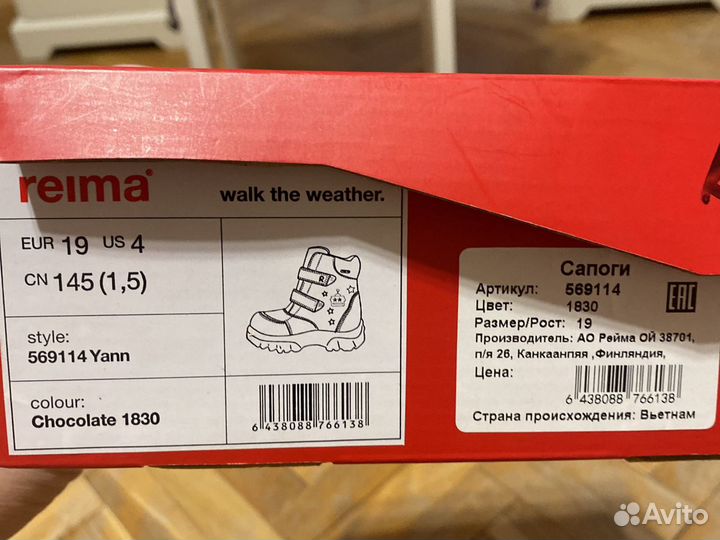 reima
walk the weather.
EUR 19 US 4
CN 145 (1,5)
style:
569114 Yann
colour:
Chocolate 1830
6 438088 766138
Сапоги
Артикул: 569114
Цвет: 1830
Размер/Рост: 19
Производитель: АО Рейма ОЙ 38701,
п/я 26, Канкаанпяя ,Финляндия,
Цена:
6 438088 766138
Страна происхождения: Вьетнам
EAC
Avito